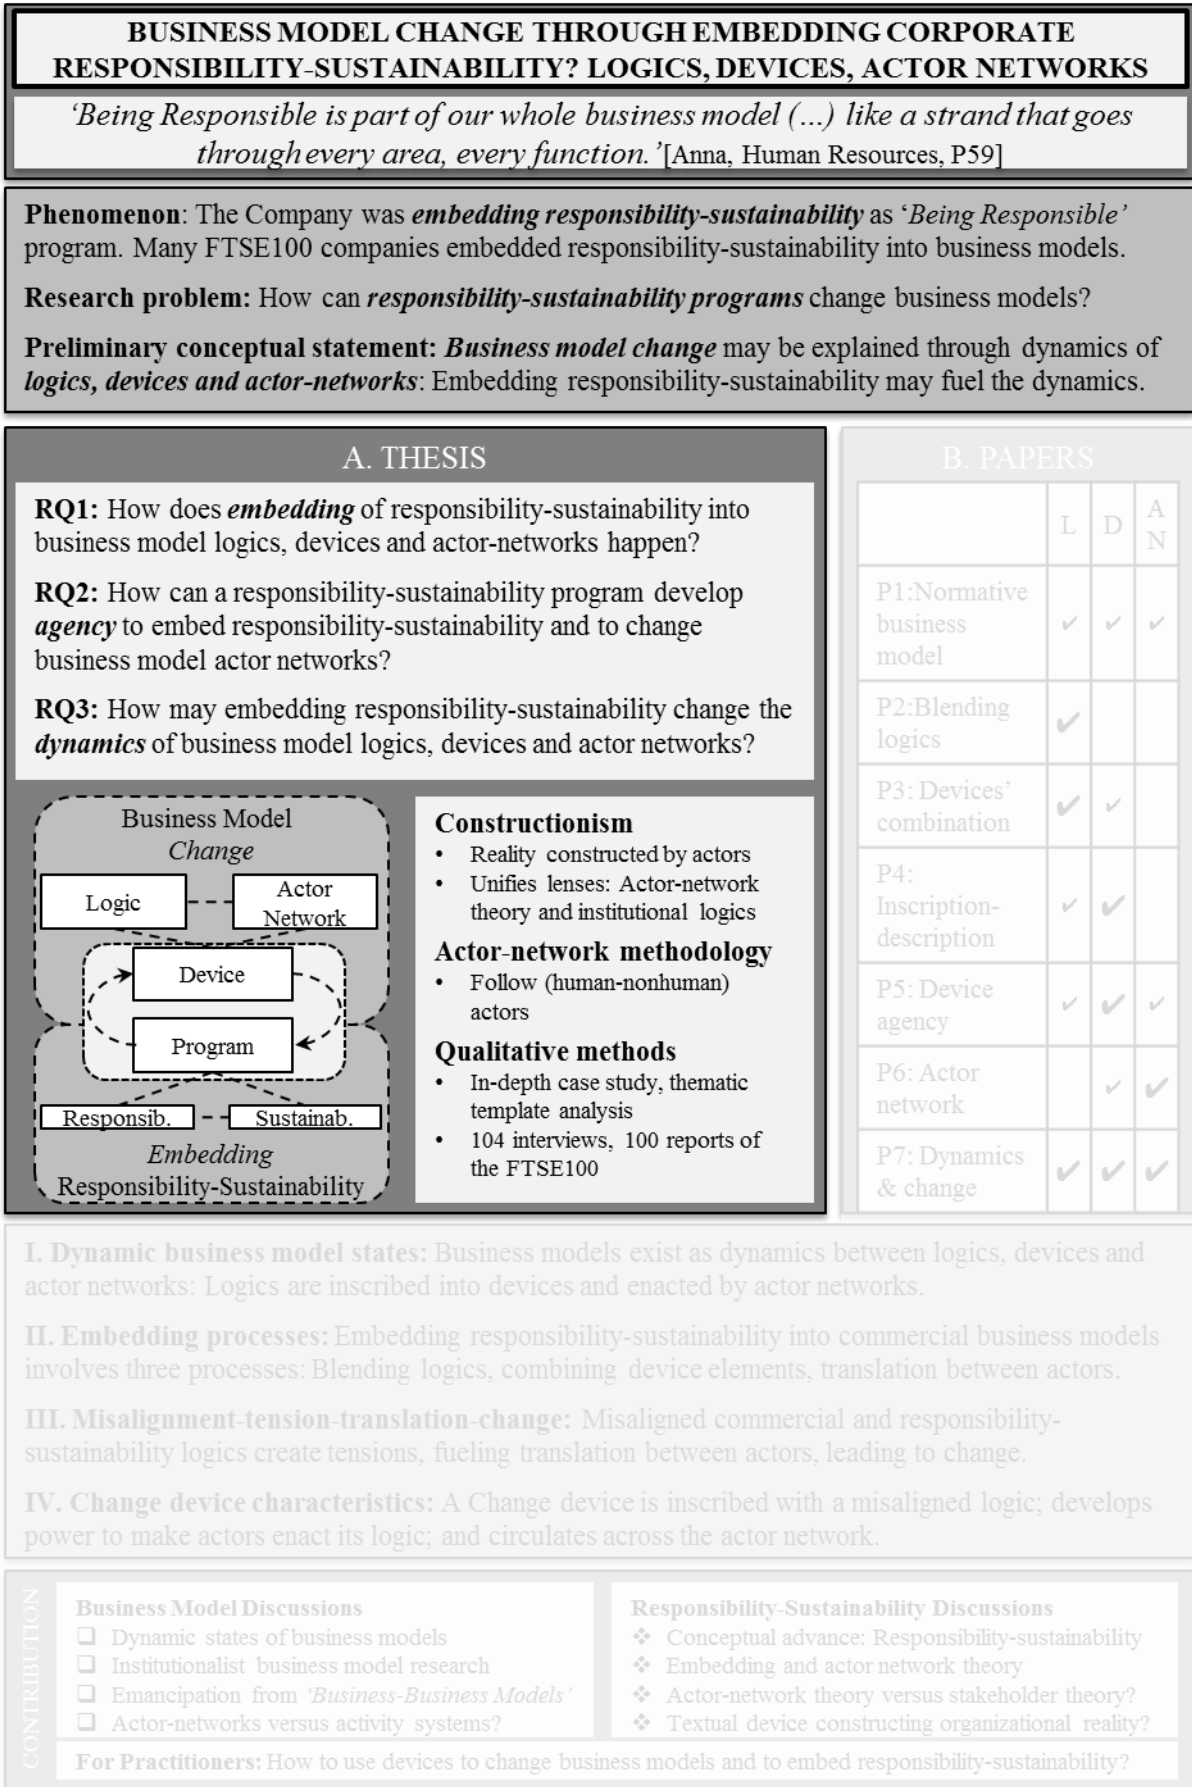 BUSINESS MODEL CHANGE THROUGH EMBEDDING CORPORATE
RESPONSIBILITY-SUSTAINABILITY? LOGICS, DEVICES, ACTOR NETWORKS
‘Being Responsible is part of our whole business model (...) like a strand that goes
through every area, every function.’ [Anna, Human Resources, P59]
Phenomenon: The Company was embedding responsibility-sustainability as ‘Being Responsible’
program. Many FTSE100 companies embedded responsibility-sustainability into business models.
Research problem: How can responsibility-sustainability programs change business models?
Preliminary conceptual statement: Business model change may be explained through dynamics of
logics, devices and actor-networks: Embedding responsibility-sustainability may fuel the dynamics.
A. THESIS
RQ1: How does embedding of responsibility-sustainability into
business model logics, devices and actor-networks happen?
RQ2: How can a responsibility-sustainability program develop
agency to embed responsibility-sustainability and to change
business model actor networks?
RQ3: How may embedding responsibility-sustainability change the
dynamics of business model logics, devices and actor networks?
Business Model
Change
Logic
Actor
Network
Device
Program
Responsib.
Sustainab.
Embedding
Responsibility-Sustainability
Constructionism
• Reality constructed by actors
• Unifies lenses: Actor-network
theory and institutional logics
Actor-network methodology
• Follow (human-nonhuman)
actors
Qualitative methods
• In-depth case study, thematic
template analysis
• 104 interviews, 100 reports of
the FTSE100
B. PAPERS
L D A
N
P1:Normative
business ✔ ✔ ✔
model
P2:Blending ✔
logics
P3: Devices’ ✔ ✔
combination
P4:
Inscription- ✔ ✔
description
P5: Device ✔ ✔ ✔
agency
P6: Actor ✔ ✔
network
P7: Dynamics ✔ ✔ ✔
& change
I. Dynamic business model states: Business models exist as dynamics between logics, devices and
actor networks: Logics are inscribed into devices and enacted by actor networks.
II. Embedding processes: Embedding responsibility-sustainability into commercial business models
involves three processes: Blending logics, combining device elements, translation between actors.
III. Misalignment-tension-translation-change: Misaligned commercial and responsibility-
sustainability logics create tensions, fueling translation between actors, leading to change.
IV. Change device characteristics: A Change device is inscribed with a misaligned logic; develops
power to make actors enact its logic; and circulates across the actor network.
CONTRIBUTION
Business Model Discussions
❑ Dynamic states of business models
❑ Institutionalist business model research
❑ Emancipation from ‘Business-Business Models’
❑ Actor-networks versus activity systems?
Responsibility-Sustainability Discussions
❖ Conceptual advance: Responsibility-sustainability
❖ Embedding and actor network theory
❖ Actor-network theory versus stakeholder theory?
❖ Textual device constructing organizational reality?
For Practitioners: How to use devices to change business models and to embed responsibility-sustainability?